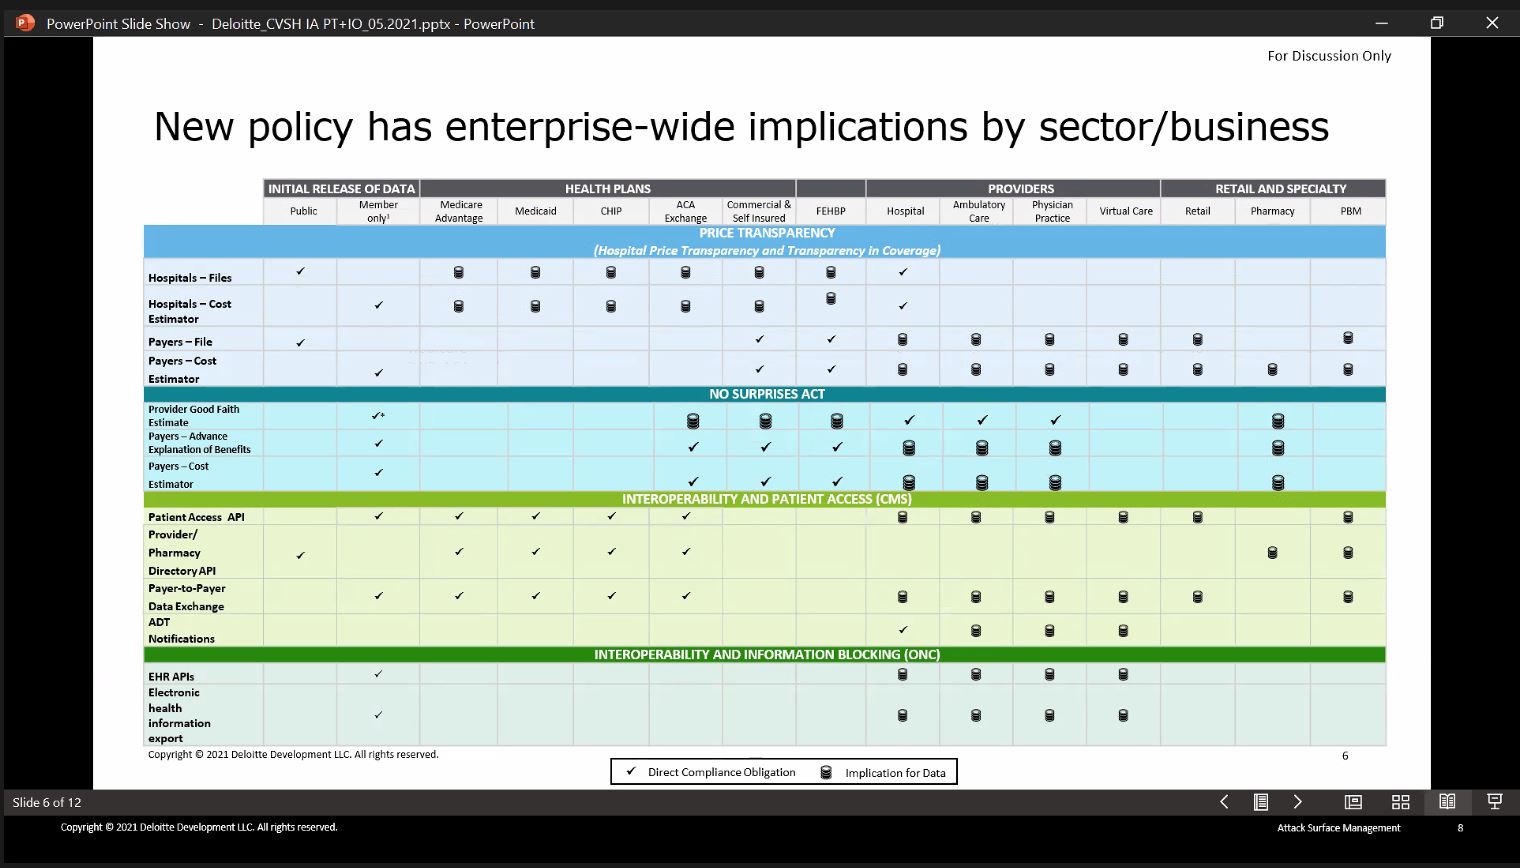 PowerPoint Slide Show - Deloitte_CVSH IA PT+IO_05.2021.pptx - PowerPoint
For Discussion Only
New policy has enterprise-wide implications by sector/business
INITIAL RELEASE OF DATA HEALTH PLANS PROVIDERS RETAIL AND SPECIALTY
Public Member only¹ Medicare Advantage Medicaid CHIP ACA Exchange Commercial & Self Insured FEHBP Hospital Ambulatory Care Physician Practice Virtual Care Retail Pharmacy PBM
PRICE TRANSPARENCY
(Hospital Price Transparency and Transparency in Coverage)
Hospitals – Files ✓ ✓
Hospitals – Cost
Estimator ✓ ✓
Payers – File ✓ ✓ ✓
Payers – Cost
Estimator ✓ ✓ ✓
NO SURPRISES ACT
Provider Good Faith
Estimate ✓+ ✓ ✓ ✓
Payers – Advance
Explanation of Benefits ✓ ✓ ✓ ✓
Payers – Cost
Estimator ✓ ✓ ✓ ✓
INTEROPERABILITY AND PATIENT ACCESS (CMS)
Patient Access API ✓ ✓ ✓ ✓ ✓
Provider/
Pharmacy
Directory API ✓ ✓ ✓ ✓ ✓
Payer-to-Payer
Data Exchange ✓ ✓ ✓ ✓ ✓
ADT
Notifications ✓
INTEROPERABILITY AND INFORMATION BLOCKING (ONC)
EHR APIs ✓
Electronic
health
information
export ✓
Copyright © 2021 Deloitte Development LLC. All rights reserved.
6
✓ Direct Compliance Obligation Implication for Data
Slide 6 of 12
Copyright © 2021 Deloitte Development LLC. All rights reserved.
Attack Surface Management 8